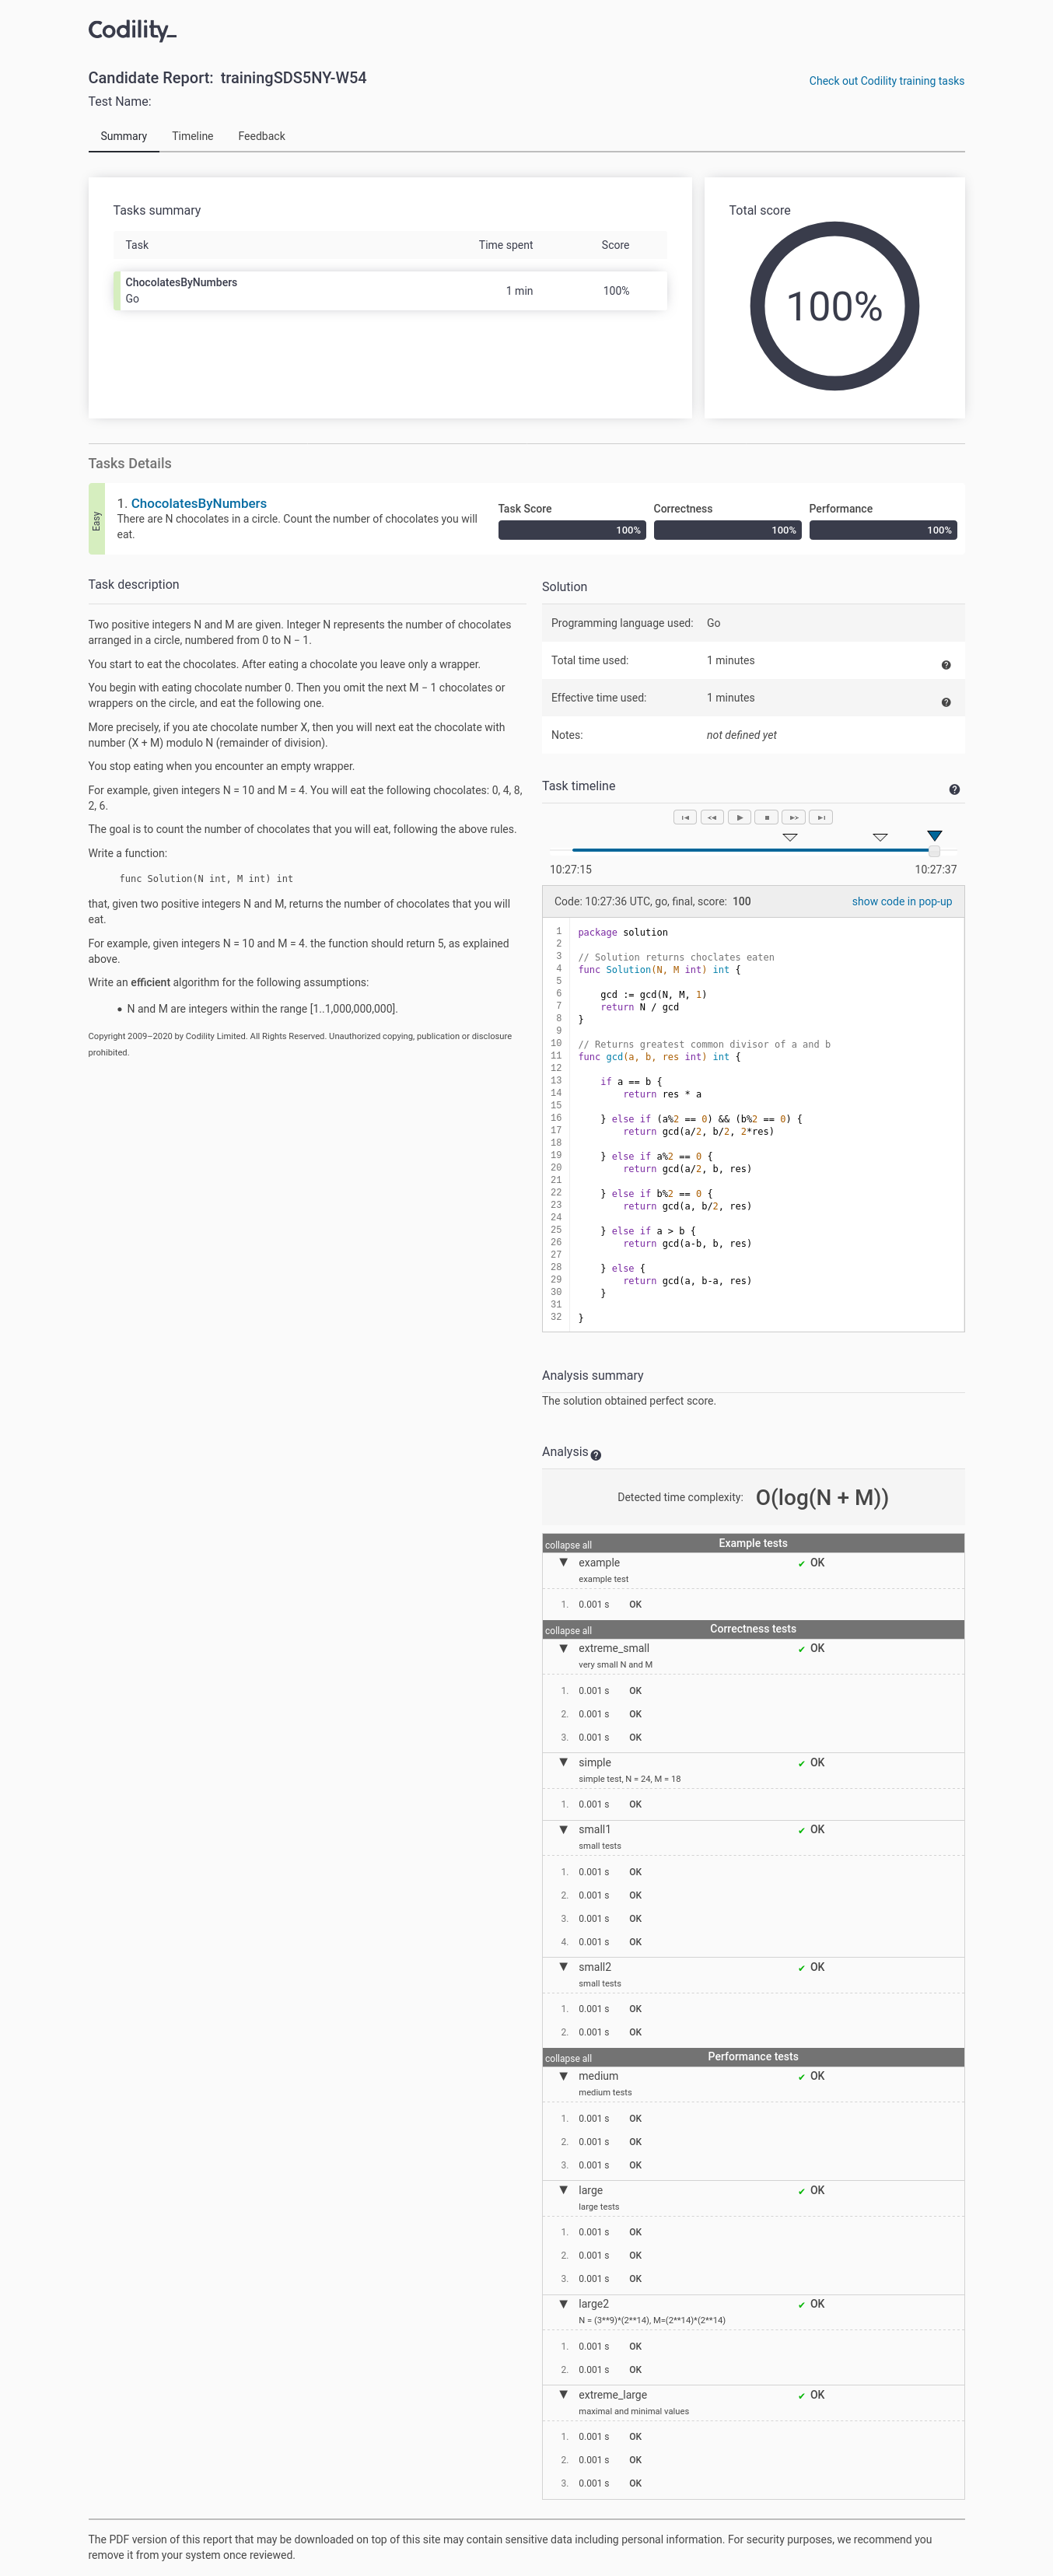 Codility_
Candidate Report: trainingSDS5NY-W54
Check out Codility training tasks
Test Name:
Summary Timeline Feedback
Tasks summary
Task Time spent Score
ChocolatesByNumbers
Go
1 min 100%
Total score
100%
Tasks Details
Easy
1. ChocolatesByNumbers
There are N chocolates in a circle. Count the number of chocolates you will
eat.
Task Score Correctness Performance
100% 100% 100%
Task description
Two positive integers N and M are given. Integer N represents the number of chocolates
arranged in a circle, numbered from 0 to N − 1.
You start to eat the chocolates. After eating a chocolate you leave only a wrapper.
You begin with eating chocolate number 0. Then you omit the next M − 1 chocolates or
wrappers on the circle, and eat the following one.
More precisely, if you ate chocolate number X, then you will next eat the chocolate with
number (X + M) modulo N (remainder of division).
You stop eating when you encounter an empty wrapper.
For example, given integers N = 10 and M = 4. You will eat the following chocolates: 0, 4, 8,
2, 6.
The goal is to count the number of chocolates that you will eat, following the above rules.
Write a function:
func Solution(N int, M int) int
that, given two positive integers N and M, returns the number of chocolates that you will
eat.
For example, given integers N = 10 and M = 4. the function should return 5, as explained
above.
Write an efficient algorithm for the following assumptions:
• N and M are integers within the range [1..1,000,000,000].
Copyright 2009–2020 by Codility Limited. All Rights Reserved. Unauthorized copying, publication or disclosure
prohibited.
Solution
Programming language used: Go
Total time used: 1 minutes ?
Effective time used: 1 minutes ?
Notes: not defined yet
Task timeline ?
10:27:15 10:27:37
Code: 10:27:36 UTC, go, final, score: 100 show code in pop-up
1 package solution
2
3 // Solution returns choclates eaten
4 func Solution(N, M int) int {
5
6 gcd := gcd(N, M, 1)
7 return N / gcd
8 }
9
10 // Returns greatest common divisor of a and b
11 func gcd(a, b, res int) int {
12
13 if a == b {
14 return res * a
15
16 } else if (a%2 == 0) && (b%2 == 0) {
17 return gcd(a/2, b/2, 2*res)
18
19 } else if a%2 == 0 {
20 return gcd(a/2, b, res)
21
22 } else if b%2 == 0 {
23 return gcd(a, b/2, res)
24
25 } else if a > b {
26 return gcd(a-b, b, res)
27
28 } else {
29 return gcd(a, b-a, res)
30 }
31
32 }
Analysis summary
The solution obtained perfect score.
Analysis ?
Detected time complexity: O(log(N + M))
collapse all Example tests
▼ example ✔ OK
example test
1. 0.001 s OK
collapse all Correctness tests
▼ extreme_small ✔ OK
very small N and M
1. 0.001 s OK
2. 0.001 s OK
3. 0.001 s OK
▼ simple ✔ OK
simple test, N = 24, M = 18
1. 0.001 s OK
▼ small1 ✔ OK
small tests
1. 0.001 s OK
2. 0.001 s OK
3. 0.001 s OK
4. 0.001 s OK
▼ small2 ✔ OK
small tests
1. 0.001 s OK
2. 0.001 s OK
collapse all Performance tests
▼ medium ✔ OK
medium tests
1. 0.001 s OK
2. 0.001 s OK
3. 0.001 s OK
▼ large ✔ OK
large tests
1. 0.001 s OK
2. 0.001 s OK
3. 0.001 s OK
▼ large2 ✔ OK
N = (3**9)*(2**14), M=(2**14)*(2**14)
1. 0.001 s OK
2. 0.001 s OK
▼ extreme_large ✔ OK
maximal and minimal values
1. 0.001 s OK
2. 0.001 s OK
3. 0.001 s OK
The PDF version of this report that may be downloaded on top of this site may contain sensitive data including personal information. For security purposes, we recommend you
remove it from your system once reviewed.